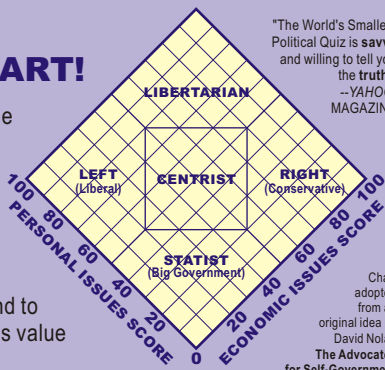 ART!
"The World's Smalle
Political Quiz is savv
and willing to tell yo
the truth
--YAHOO
MAGAZIN
e
LIBERTARIAN
LEFT
(Liberal)
CENTRIST
RIGHT
(Conservative)
STATIST
(Big Government)
100 80 60 40 20 0
PERSONAL ISSUES SCORE
20 40 60 80 100
ECONOMIC ISSUES SCORE
nd to
s value
Cha
adopte
from a
original idea
David Nola
The Advocate
for Self-Governme